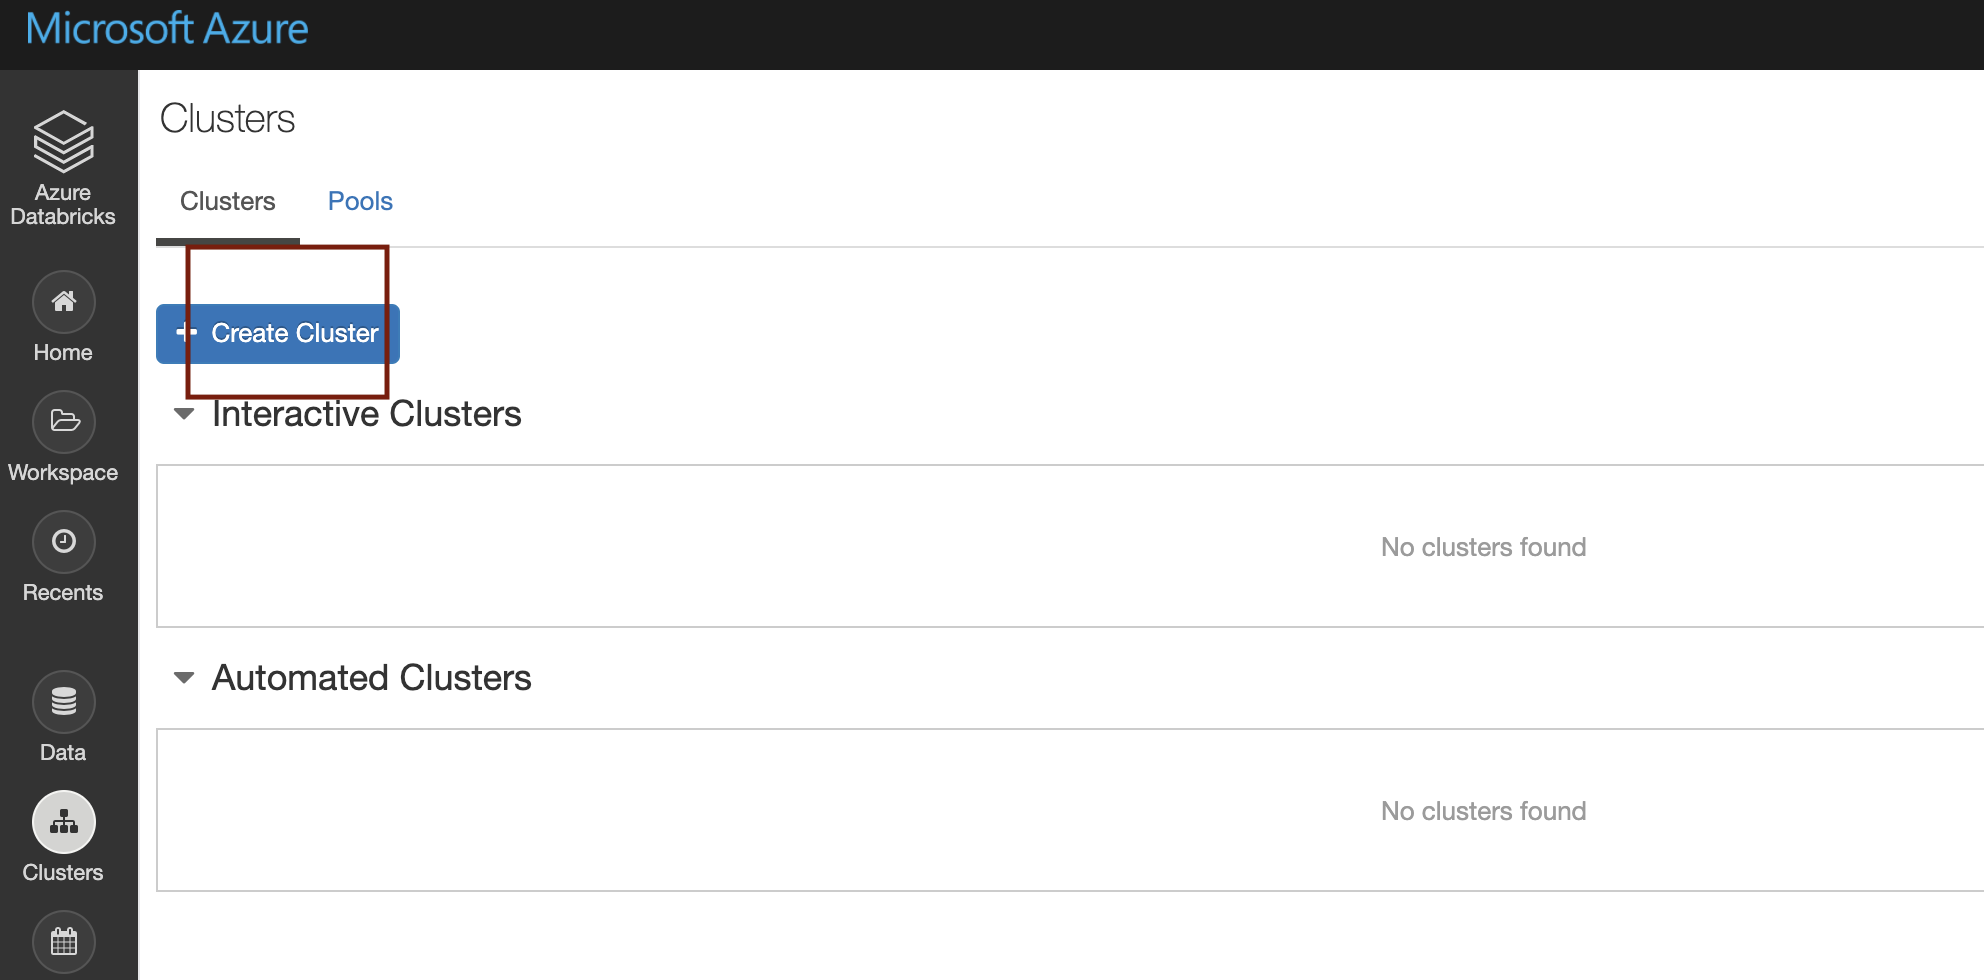 Microsoft Azure
Azure
Databricks
Home
Workspace
Recents
Data
Clusters
Clusters
Clusters Pools
+ Create Cluster
Interactive Clusters
No clusters found
Automated Clusters
No clusters found